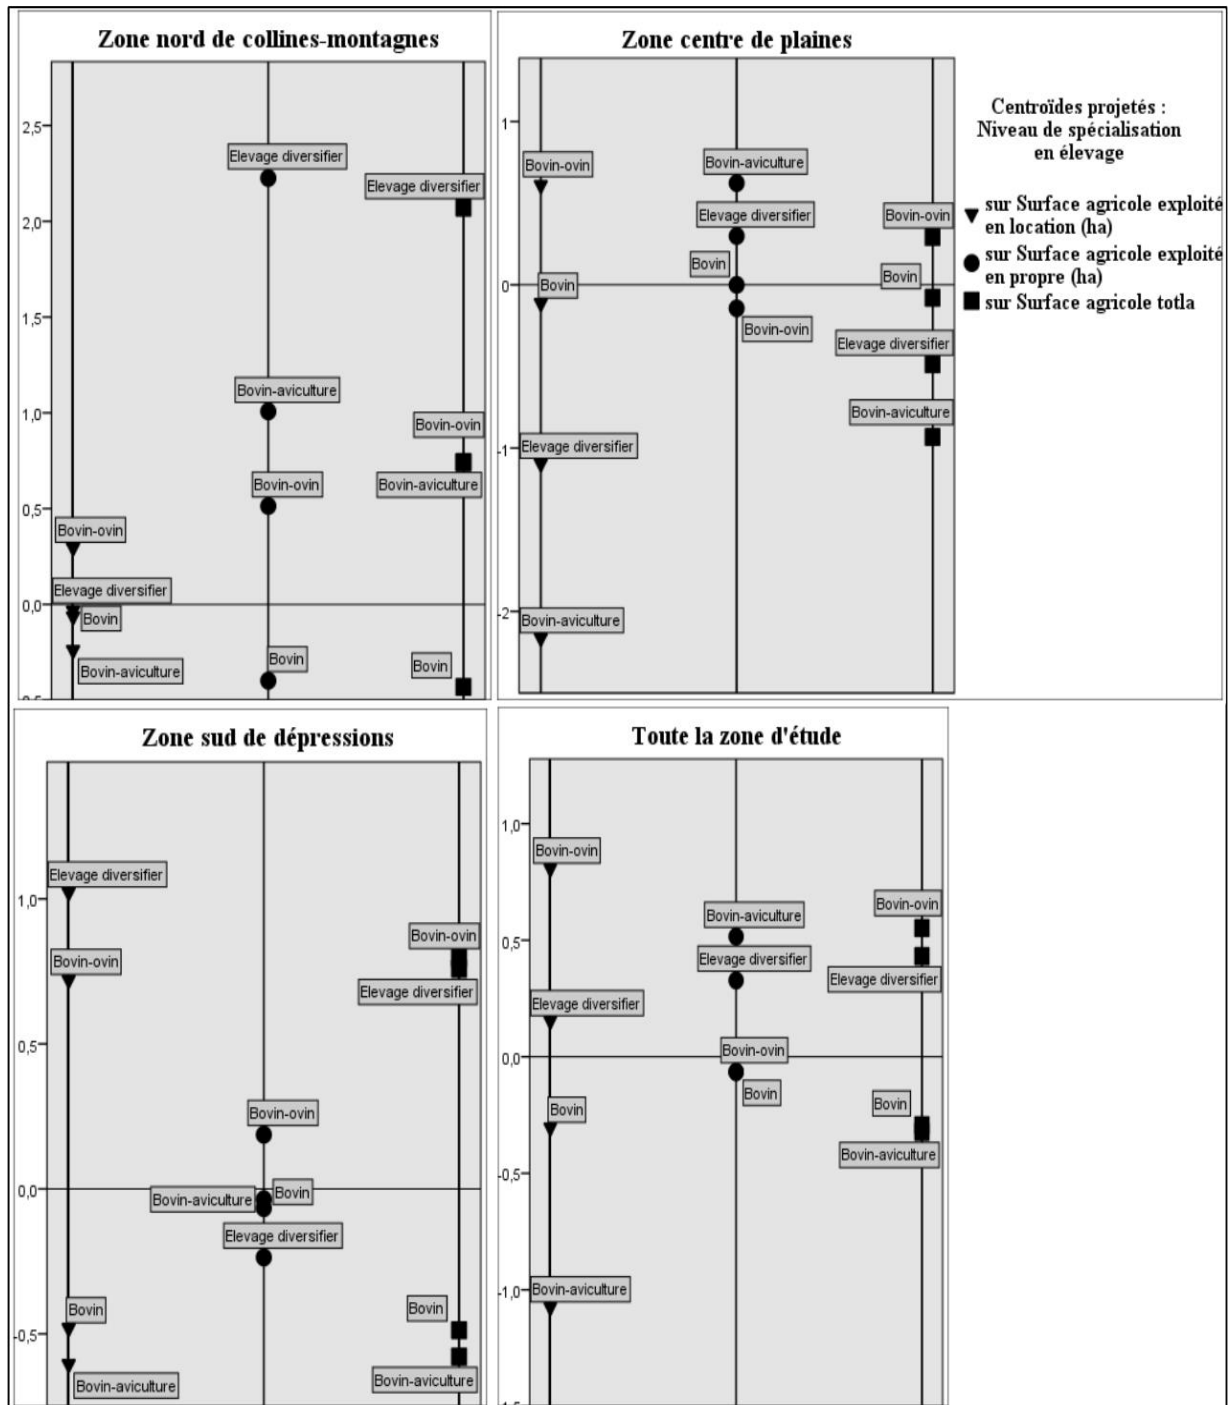 Zone nord de collines-montagnes
2,5
2,0
1,5
1,0
0,5
0,0
Elevage diversifier
Elevage diversifier
Bovin-aviculture
Bovin-ovin
Bovin-ovin
Bovin-aviculture
Bovin-ovin
Elevage diversifier
Bovin
Bovin-aviculture
Bovin
Bovin
Zone centre de plaines
1
0
-1
-2
Bovin-ovin
Bovin-aviculture
Elevage diversifier
Bovin-ovin
Bovin
Bovin
Bovin
Bovin-ovin
Elevage diversifier
Bovin-aviculture
Elevage diversifier
Bovin-aviculture
Centroïdes projetés :
Niveau de spécialisation
en élevage
sur Surface agricole exploité
en location (ha)
sur Surface agricole exploité
en propre (ha)
sur Surface agricole totla
Zone sud de dépressions
1,0
0,5
0,0
-0,5
Elevage diversifier
Bovin-ovin
Bovin-ovin
Elevage diversifier
Bovin-ovin
Bovin-aviculture
Bovin
Elevage diversifier
Bovin
Bovin
Bovin-aviculture
Bovin-aviculture
Toute la zone d'étude
1,0
0,5
0,0
-0,5
-1,0
Bovin-ovin
Bovin-aviculture
Bovin-ovin
Elevage diversifier
Elevage diversifier
Elevage diversifier
Bovin-ovin
Bovin
Bovin
Bovin
Bovin-aviculture
Bovin-aviculture